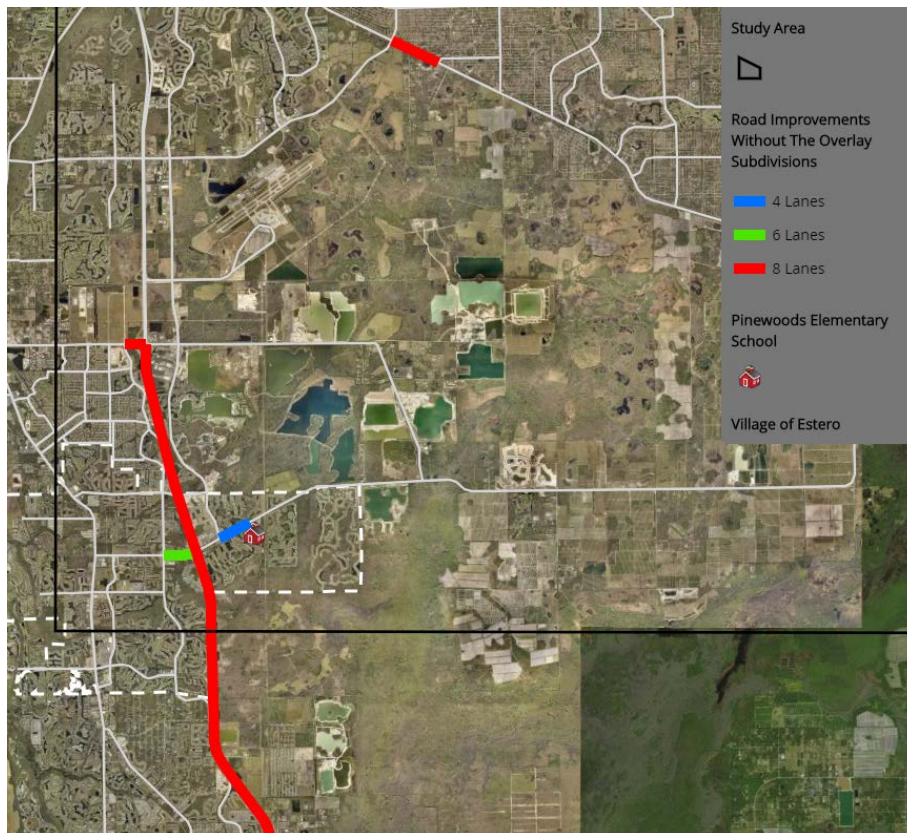 Study Area
Road Improvements
Without The Overlay
Subdivisions
4 Lanes
6 Lanes
8 Lanes
Pinewoods Elementary
School
Village of Estero